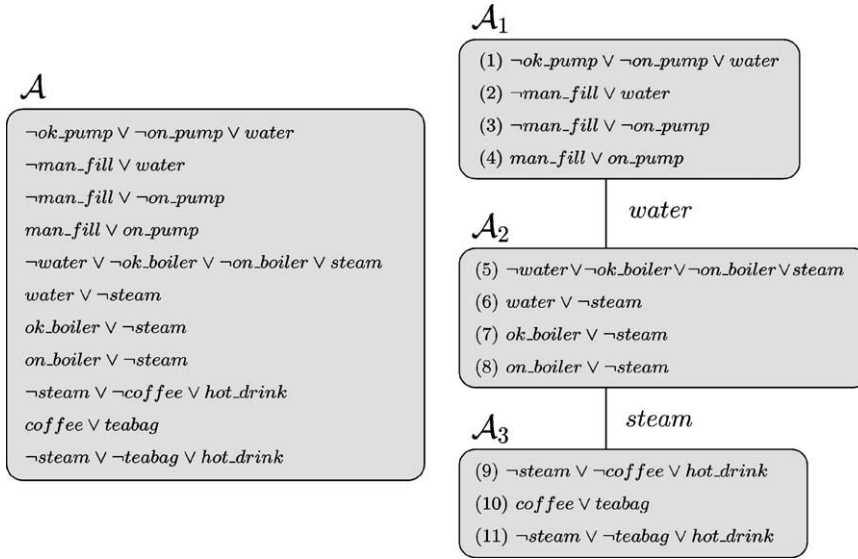 𝒜
¬ok_pump ∨ ¬on_pump ∨ water
¬man_fill ∨ water
¬man_fill ∨ ¬on_pump
man_fill ∨ on_pump
¬water ∨ ¬ok_boiler ∨ ¬on_boiler ∨ steam
water ∨ ¬steam
ok_boiler ∨ ¬steam
on_boiler ∨ ¬steam
¬steam ∨ ¬coffee ∨ hot_drink
coffee ∨ teabag
¬steam ∨ ¬teabag ∨ hot_drink
𝒜₁
(1) ¬ok_pump ∨ ¬on_pump ∨ water
(2) ¬man_fill ∨ water
(3) ¬man_fill ∨ ¬on_pump
(4) man_fill ∨ on_pump
water
𝒜₂
(5) ¬water∨¬ok_boiler∨¬on_boiler∨steam
(6) water ∨ ¬steam
(7) ok_boiler ∨ ¬steam
(8) on_boiler ∨ ¬steam
steam
𝒜₃
(9) ¬steam ∨ ¬coffee ∨ hot_drink
(10) coffee ∨ teabag
(11) ¬steam ∨ ¬teabag ∨ hot_drink